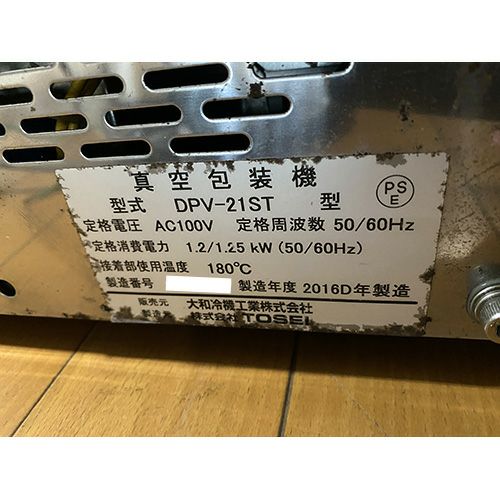 真空包装機
型式 DPV-21ST 型
PS
E
定格電圧 AC100V 定格周波数 50/60Hz
定格消費電力 1.2/1.25 kW (50/60Hz)
接着部使用温度 180℃
製造番号 製造年度 2016D年製造
販売元 大和冷機工業株式会社
製造者 株式会社TOSEI